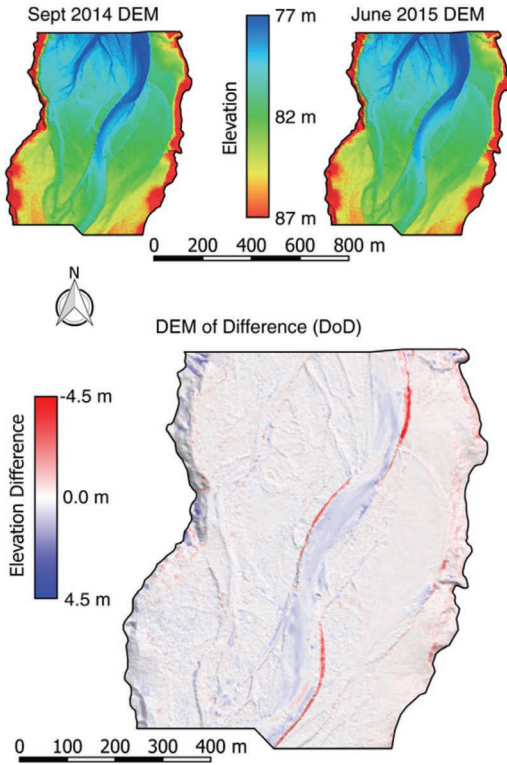 Sept 2014 DEM
June 2015 DEM
77 m
82 m
87 m
Elevation
0 200 400 600 800 m
N
DEM of Difference (DoD)
-4.5 m
0.0 m
4.5 m
Elevation Difference
0 100 200 300 400 m